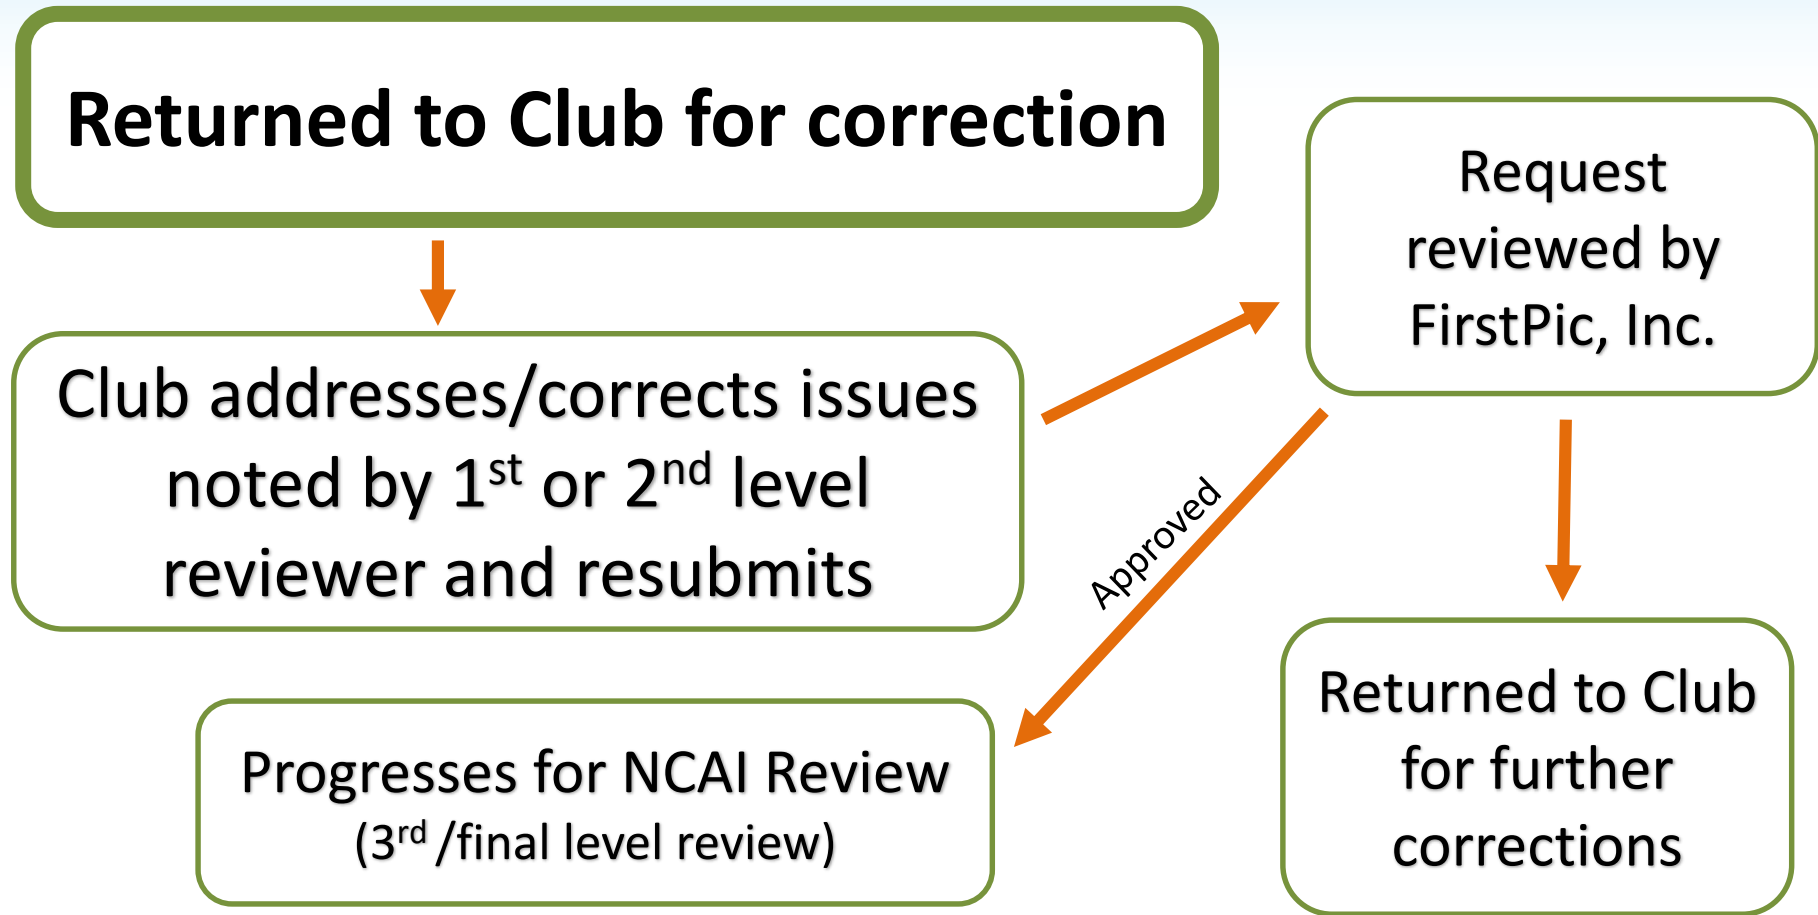 Returned to Club for correction
Club addresses/corrects issues
noted by 1st or 2nd level
reviewer and resubmits
Request
reviewed by
FirstPic, Inc.
Approved
Progresses for NCAI Review
(3rd /final level review)
Returned to Club
for further
corrections